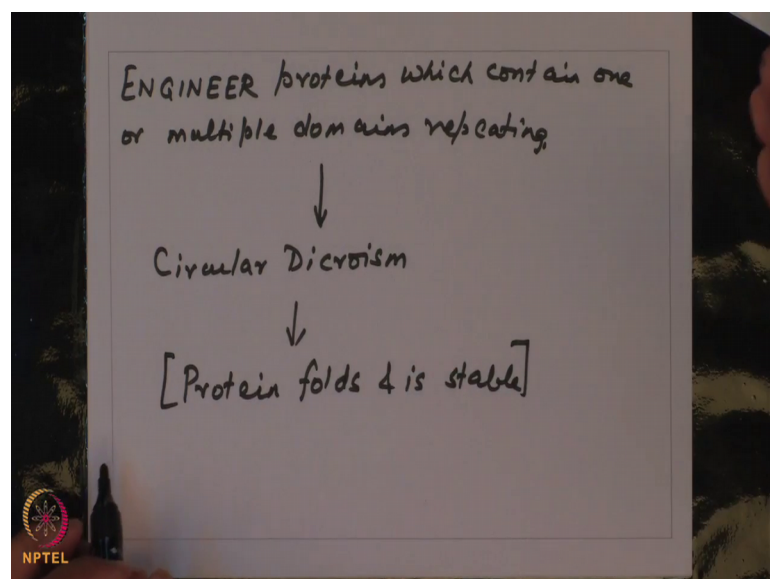 ENGINEER proteins which contain one
or multiple domains repeating.
Circular Dicroism
[Protein folds & is stable]
NPTEL